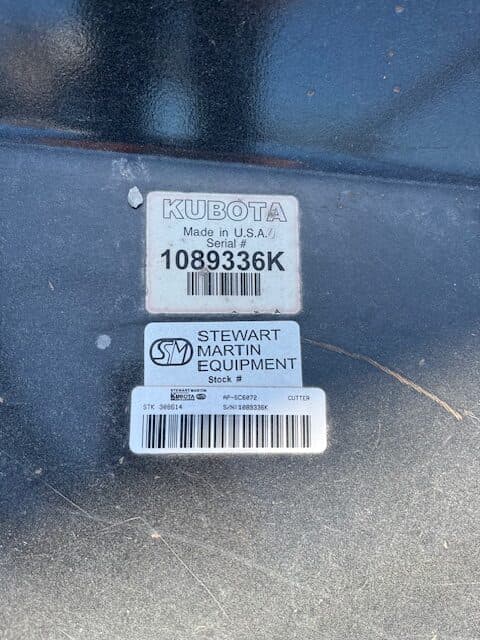 KUBOTA
Made in U.S.A.
Serial #
1089336K
SM
STEWART
MARTIN
EQUIPMENT
Stock #
STEWART MARTIN
Kubota
AP-SC6072
CUTTER
STK 306614
S/N:1089336K